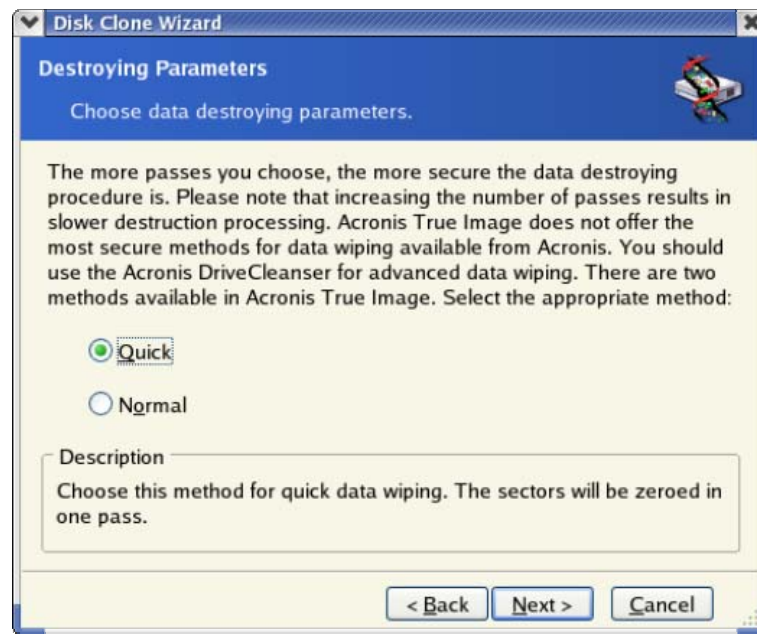 Disk Clone Wizard
Destroying Parameters
Choose data destroying parameters.
The more passes you choose, the more secure the data destroying
procedure is. Please note that increasing the number of passes results in
slower destruction processing. Acronis True Image does not offer the
most secure methods for data wiping available from Acronis. You should
use the Acronis DriveCleanser for advanced data wiping. There are two
methods available in Acronis True Image. Select the appropriate method:
Quick
Normal
Description
Choose this method for quick data wiping. The sectors will be zeroed in
one pass.
< Back Next > Cancel